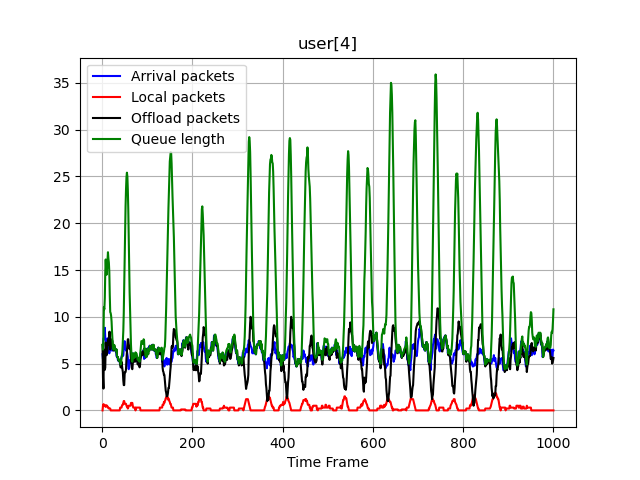 user[4]
Arrival packets
Local packets
Offload packets
Queue length
35
30
25
20
15
10
5
0
0 200 400 600 800 1000
Time Frame